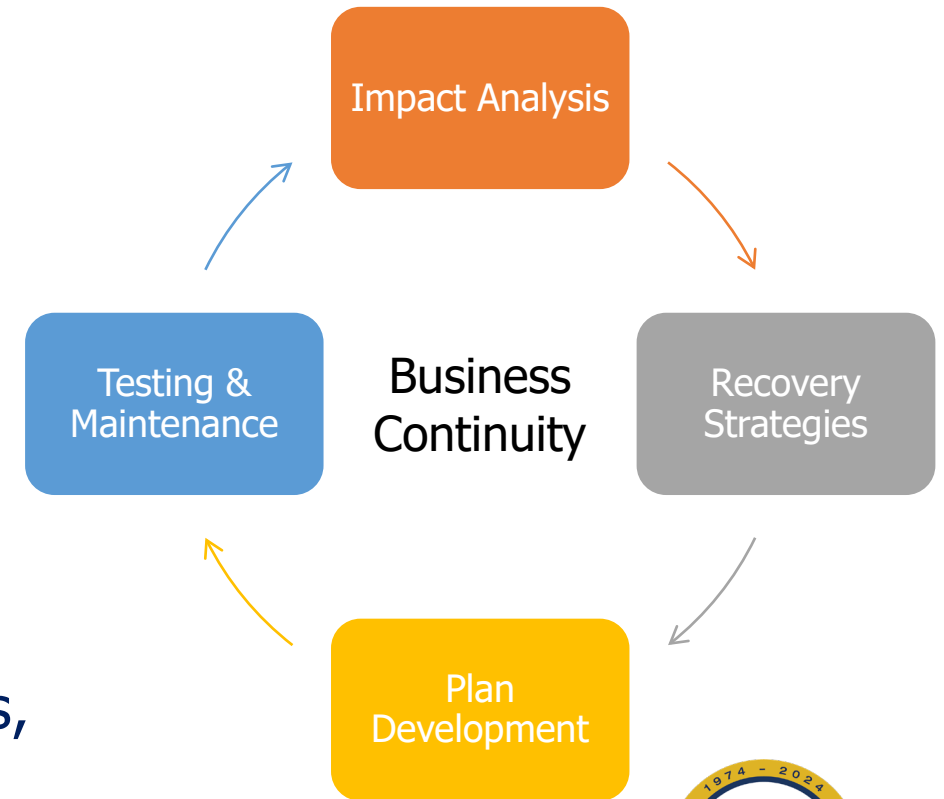 Impact Analysis
Testing &
Maintenance
Business
Continuity
Recovery
Strategies
Plan
Development
s,
1974 - 2024